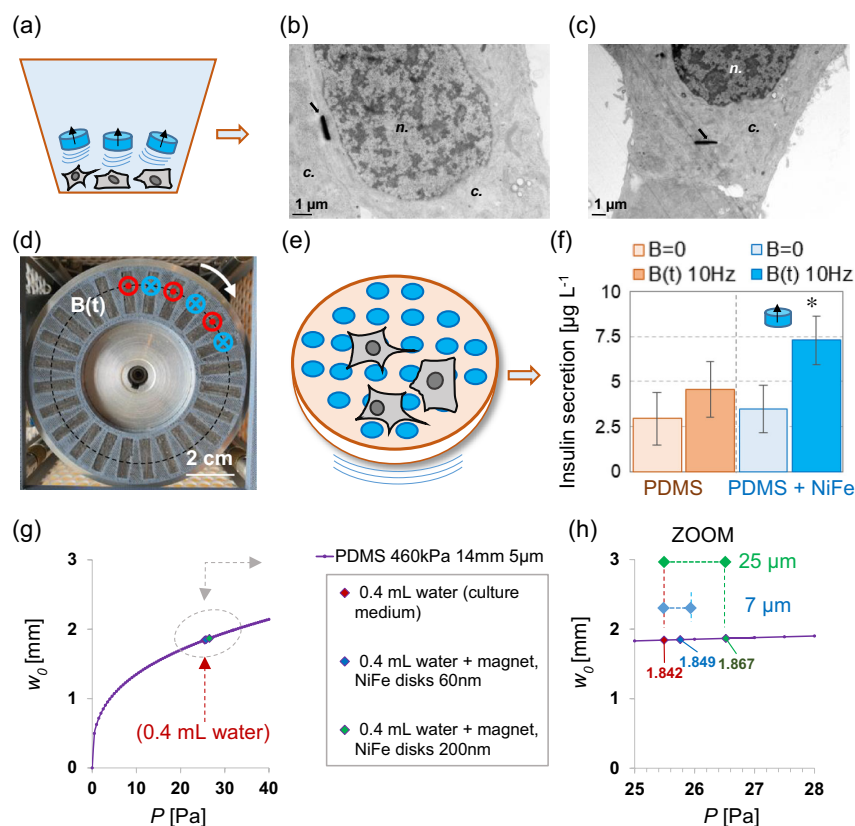 (a)
(b)
n.
c.
c.
1 µm
(c)
n.
c.
1 µm
(d)
B(t)
2 cm
(e)
(f)
B=0
B=0
B(t) 10Hz
B(t) 10Hz
Insulin secretion [µg L-1]
10
7.5
5
2.5
0
*
PDMS
PDMS + NiFe
(g)
w0 [mm]
3
2
1
0
0
10
20
30
40
P [Pa]
(0.4 mL water)
PDMS 460kPa 14mm 5µm
0.4 mL water (culture
medium)
0.4 mL water + magnet,
NiFe disks 60nm
0.4 mL water + magnet,
NiFe disks 200nm
(h)
ZOOM
3
2
1
0
25 µm
7 µm
1.842
1.849
1.867
25
26
27
28
P [Pa]
w0 [mm]